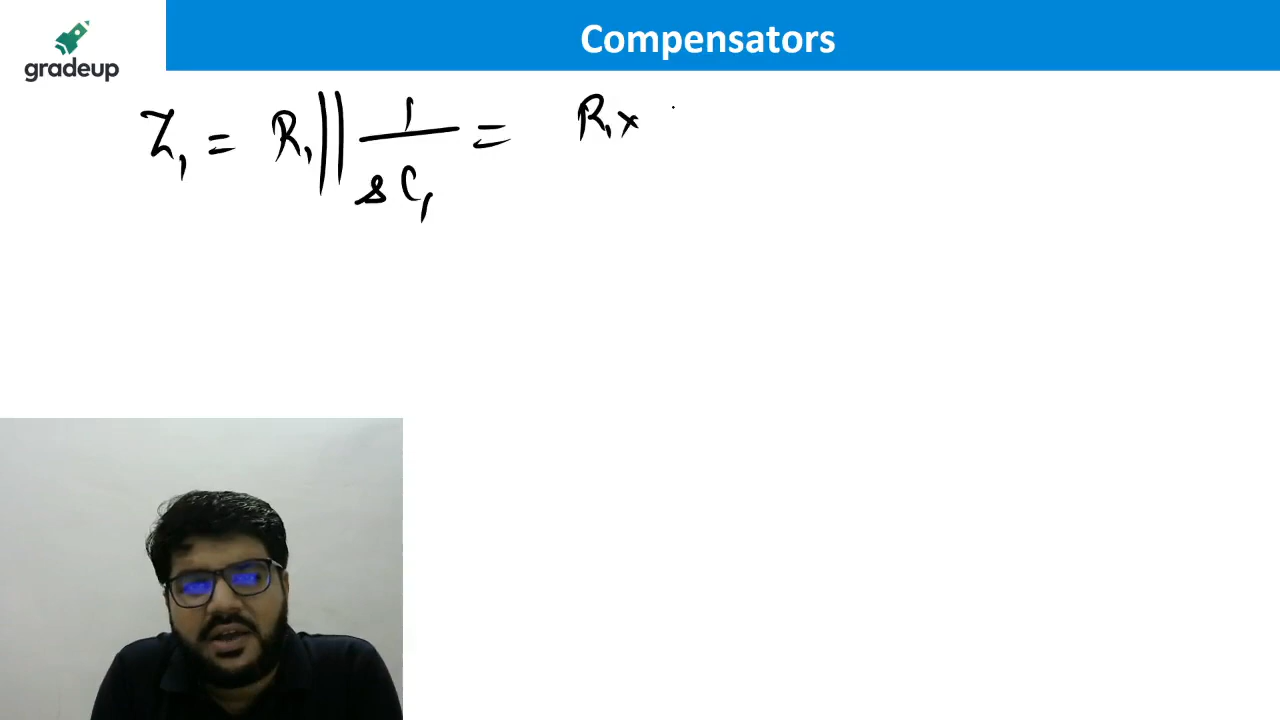 gradeup
Compensators
Z₁ = R₁ || 1/sC₁ = R₁ ×